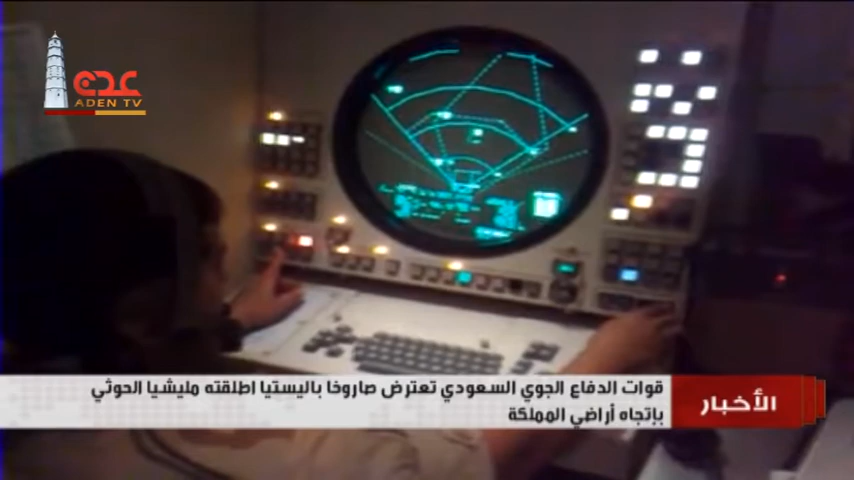 عدن
ADEN TV
قوات الدفاع الجوي السعودي تعترض صاروخا باليستيا اطلقته مليشيا الحوثي
بإتجاه أراضي المملكة
الأخبار